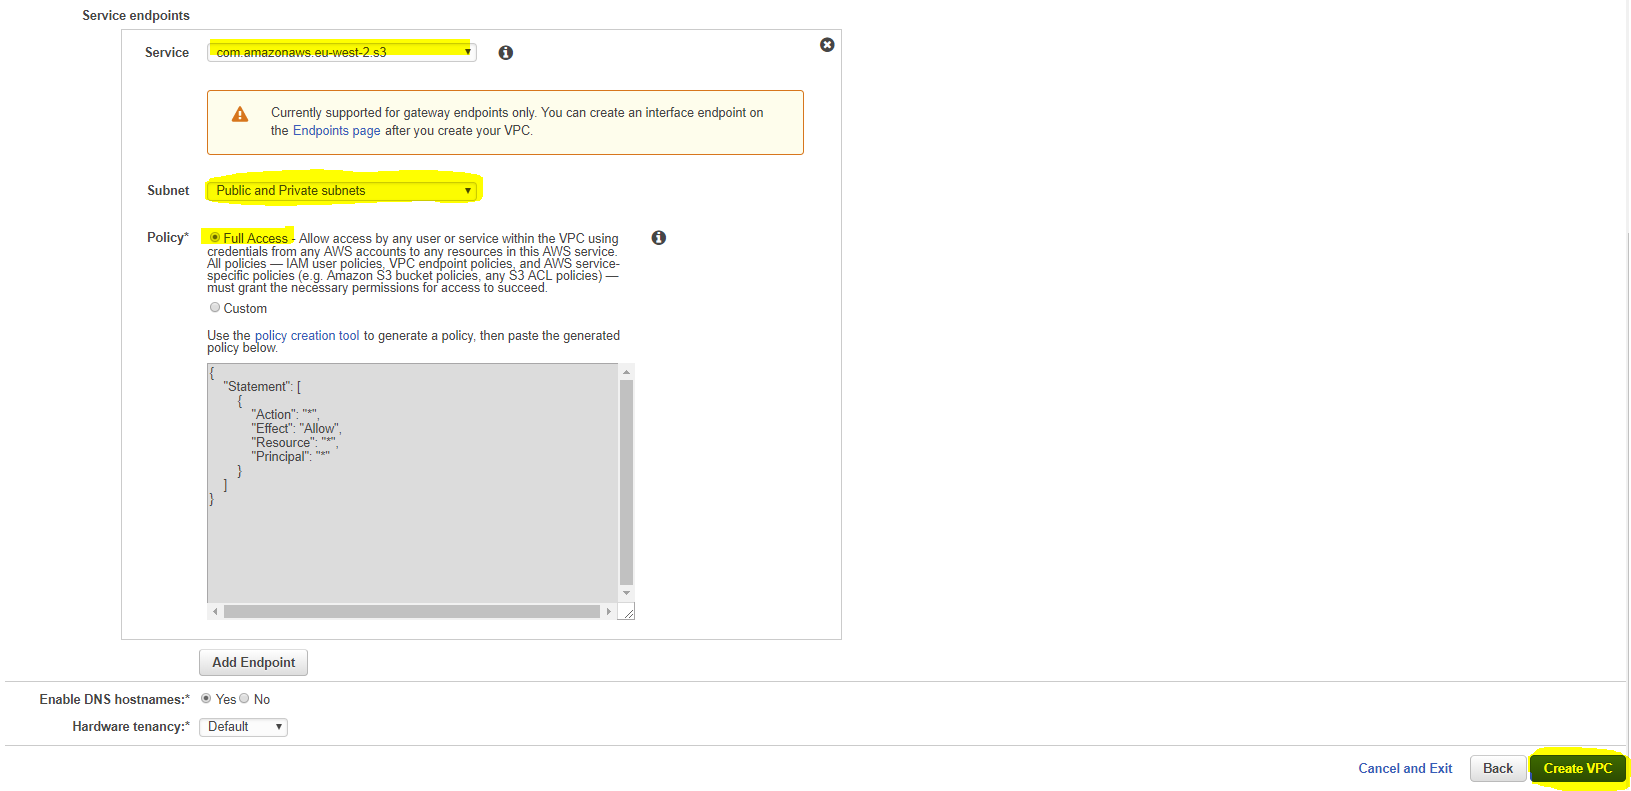 Service endpoints
Service com.amazonaws.eu-west-2.s3
Currently supported for gateway endpoints only. You can create an interface endpoint on
the Endpoints page after you create your VPC.
Subnet Public and Private subnets
Policy* Full Access - Allow access by any user or service within the VPC using
credentials from any AWS accounts to any resources in this AWS service.
All policies — IAM user policies, VPC endpoint policies, and AWS service-
specific policies (e.g. Amazon S3 bucket policies, any S3 ACL policies) —
must grant the necessary permissions for access to succeed.
Custom
Use the policy creation tool to generate a policy, then paste the generated
policy below.
{
"Statement": [
{
"Action": "*",
"Effect": "Allow",
"Resource": "*",
"Principal": "*"
}
]
}
Add Endpoint
Enable DNS hostnames:* Yes No
Hardware tenancy:* Default
Cancel and Exit Back Create VPC